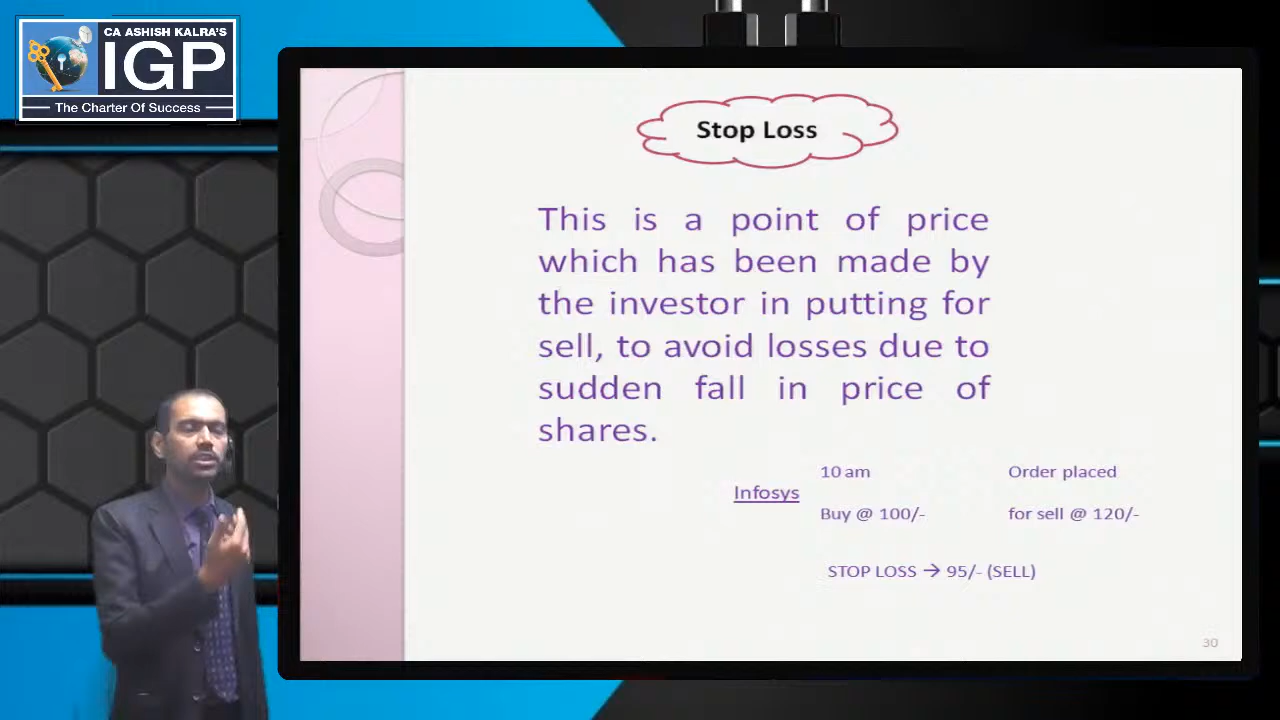 CA ASHISH KALRA'S
IGP
The Charter Of Success
Stop Loss
This is a point of price
which has been made by
the investor in putting for
sell, to avoid losses due to
sudden fall in price of
shares.
10 am Order placed
Infosys
Buy @ 100/- for sell @ 120/-
STOP LOSS → 95/- (SELL)
30